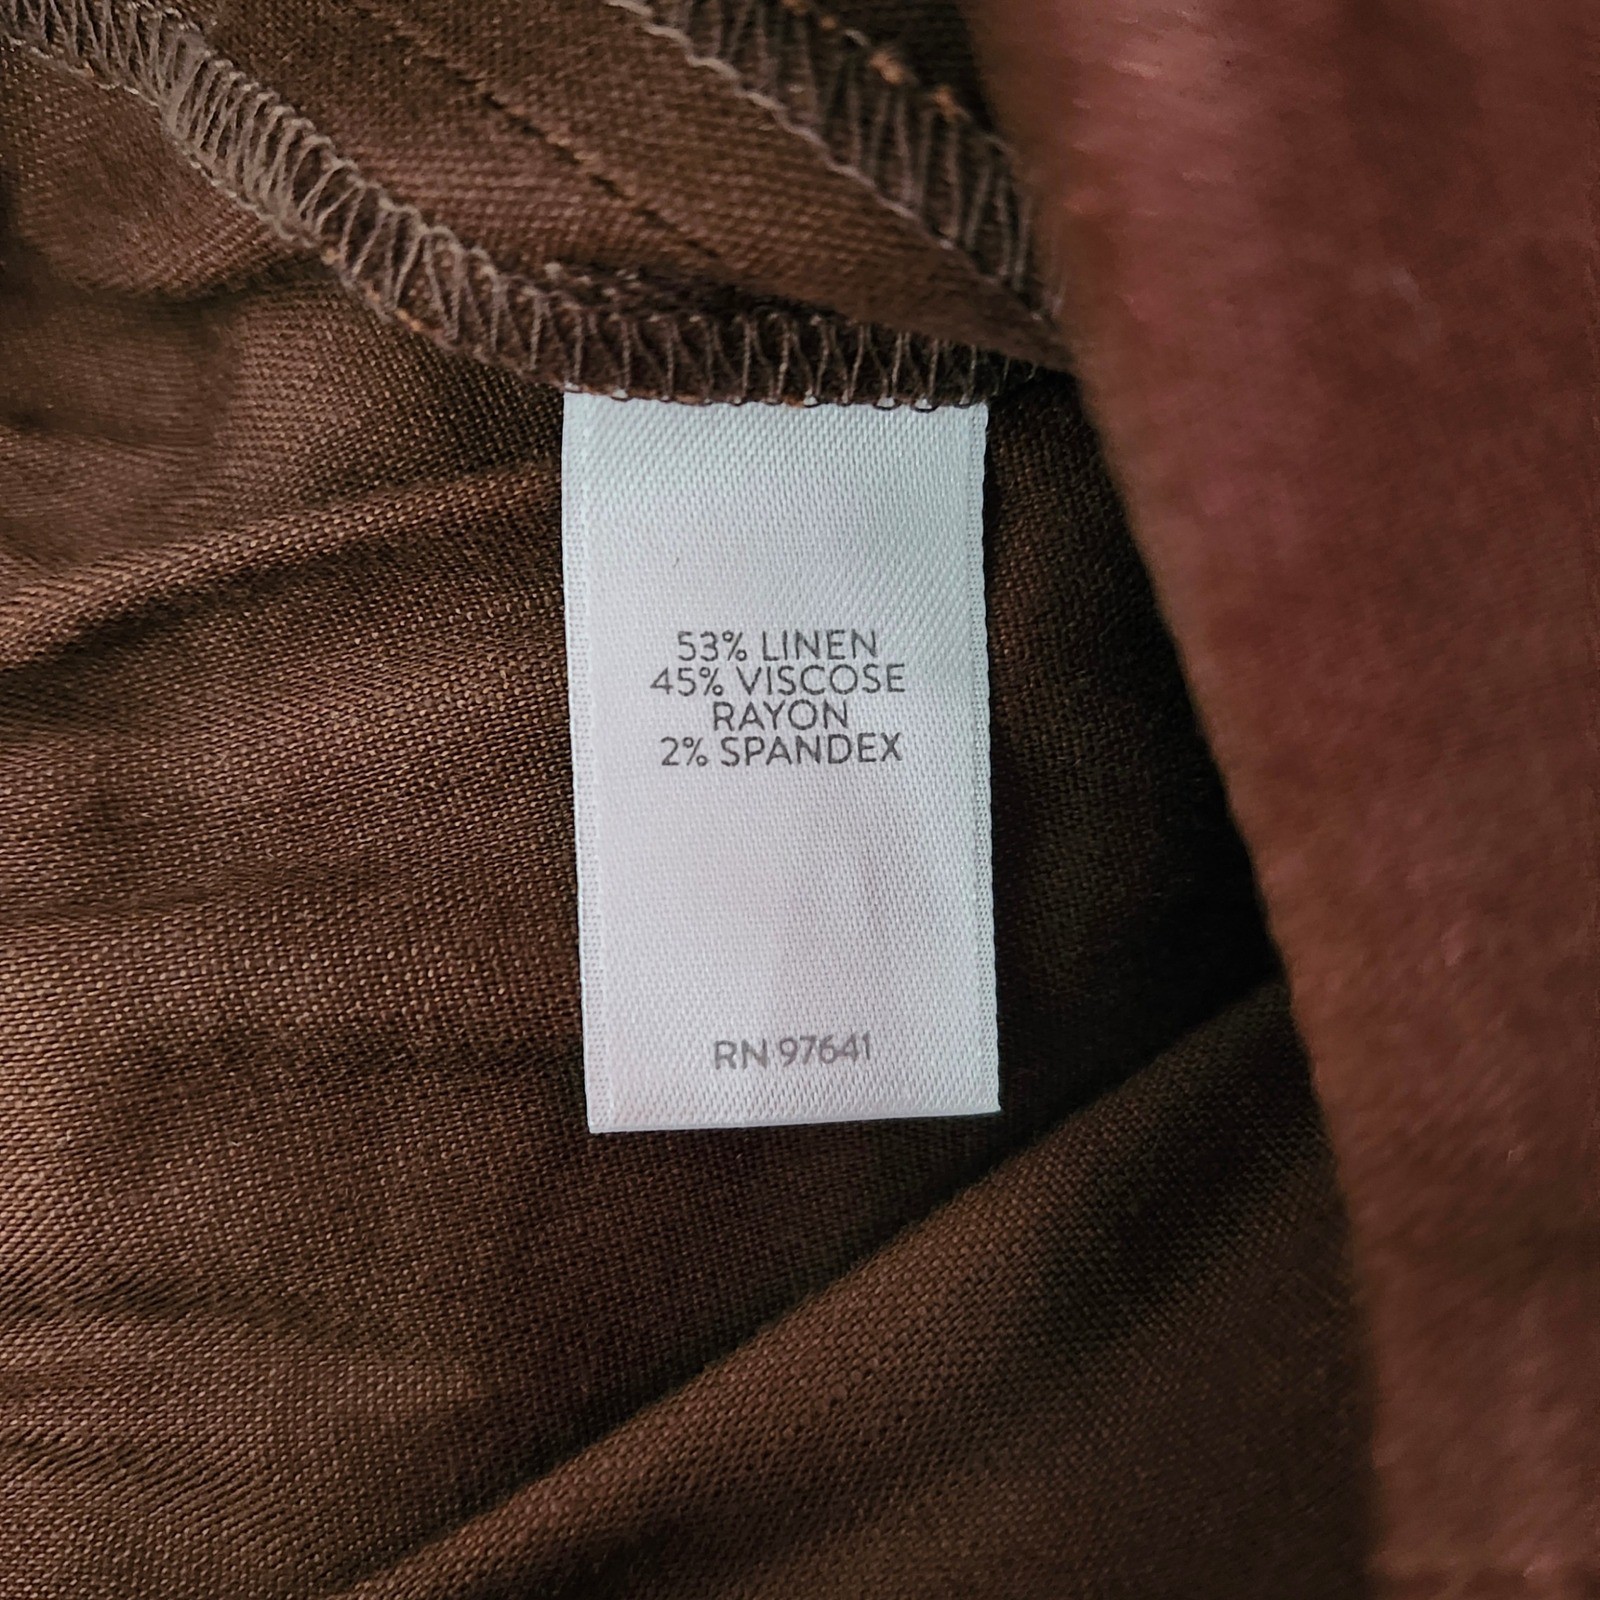 53% LINEN
45% VISCOSE
RAYON
2% SPANDEX
RN 97641